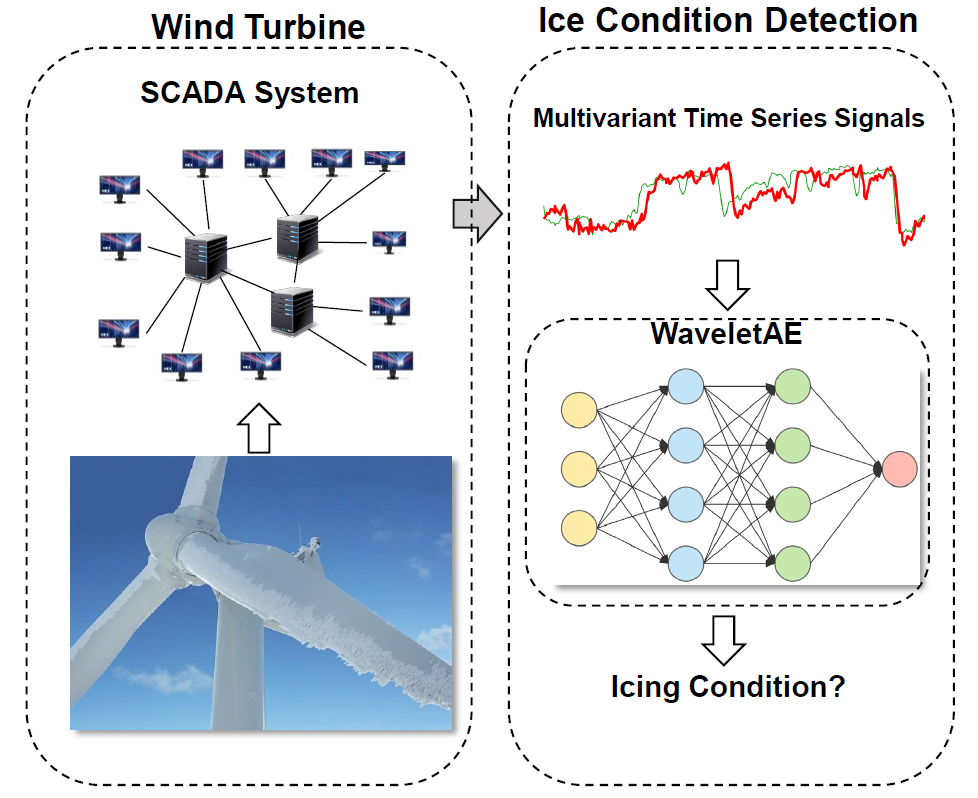 Wind Turbine
SCADA System
Ice Condition Detection
Multivariant Time Series Signals
WaveletAE
Icing Condition?